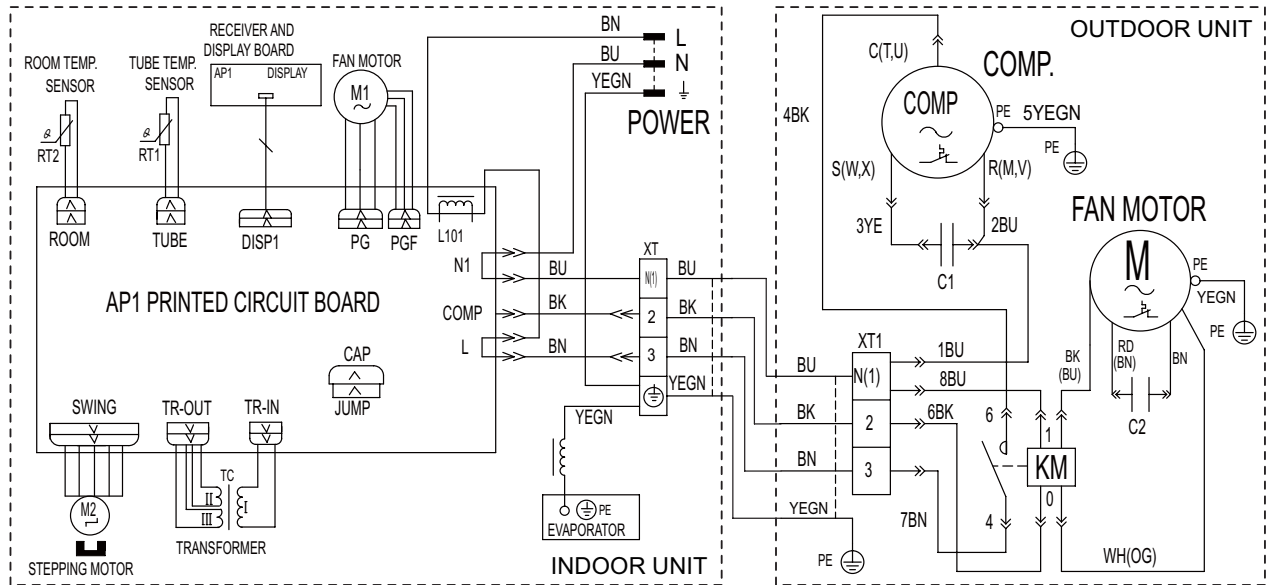 RECEIVER AND
DISPLAY BOARD
ROOM TEMP.
SENSOR
TUBE TEMP.
SENSOR
AP1 DISPLAY
FAN MOTOR
M1
RT2
RT1
ROOM
TUBE
DISP1
PG
PGF
L101
BN
L
BU
N
YEGN
POWER
N1
COMP
L
AP1 PRINTED CIRCUIT BOARD
CAP
JUMP
SWING
TR-OUT
TR-IN
M2
STEPPING MOTOR
TC
II
III
I
TRANSFORMER
XT
BU
N(1)
BU
BK
2
BK
BN
3
BN
YEGN
YEGN
PE
EVAPORATOR
INDOOR UNIT
OUTDOOR UNIT
C(T,U)
COMP.
COMP
4BK
PE
5YEGN
PE
S(W,X)
R(M,V)
3YE
2BU
C1
FAN MOTOR
M
PE
YEGN
PE
BK
(BU)
RD
(BN)
BN
C2
XT1
BU
N(1)
1BU
8BU
BK
2
6BK
BN
3
7BN
YEGN
PE
6
4
1
KM
0
WH(OG)